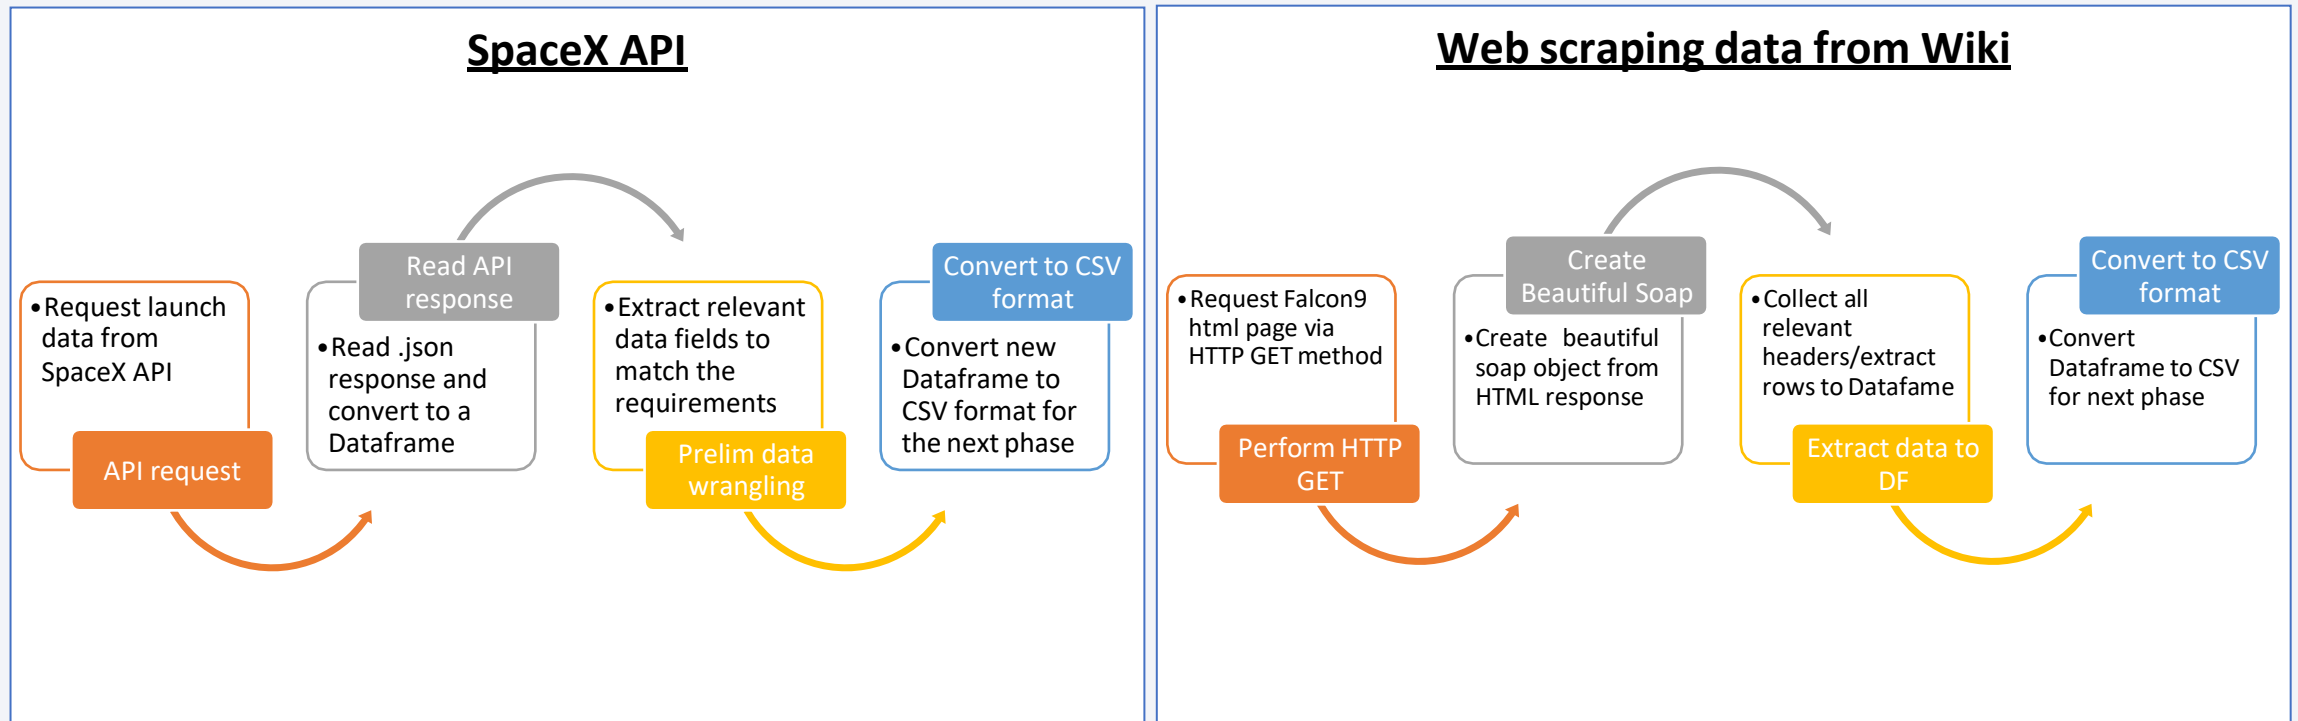 SpaceX API
•Request launch
data from
SpaceX API
API request
Read API
response
•Read .json
response and
convert to a
Dataframe
•Extract relevant
data fields to
match the
requirements
Prelim data
wrangling
Convert to CSV
format
•Convert new
Dataframe to
CSV format for
the next phase
Web scraping data from Wiki
•Request Falcon9
html page via
HTTP GET method
Perform HTTP
GET
Create
Beautiful Soap
•Create beautiful
soap object from
HTML response
•Collect all
relevant
headers/extract
rows to Datafame
Extract data to
DF
Convert to CSV
format
•Convert
Dataframe to CSV
for next phase